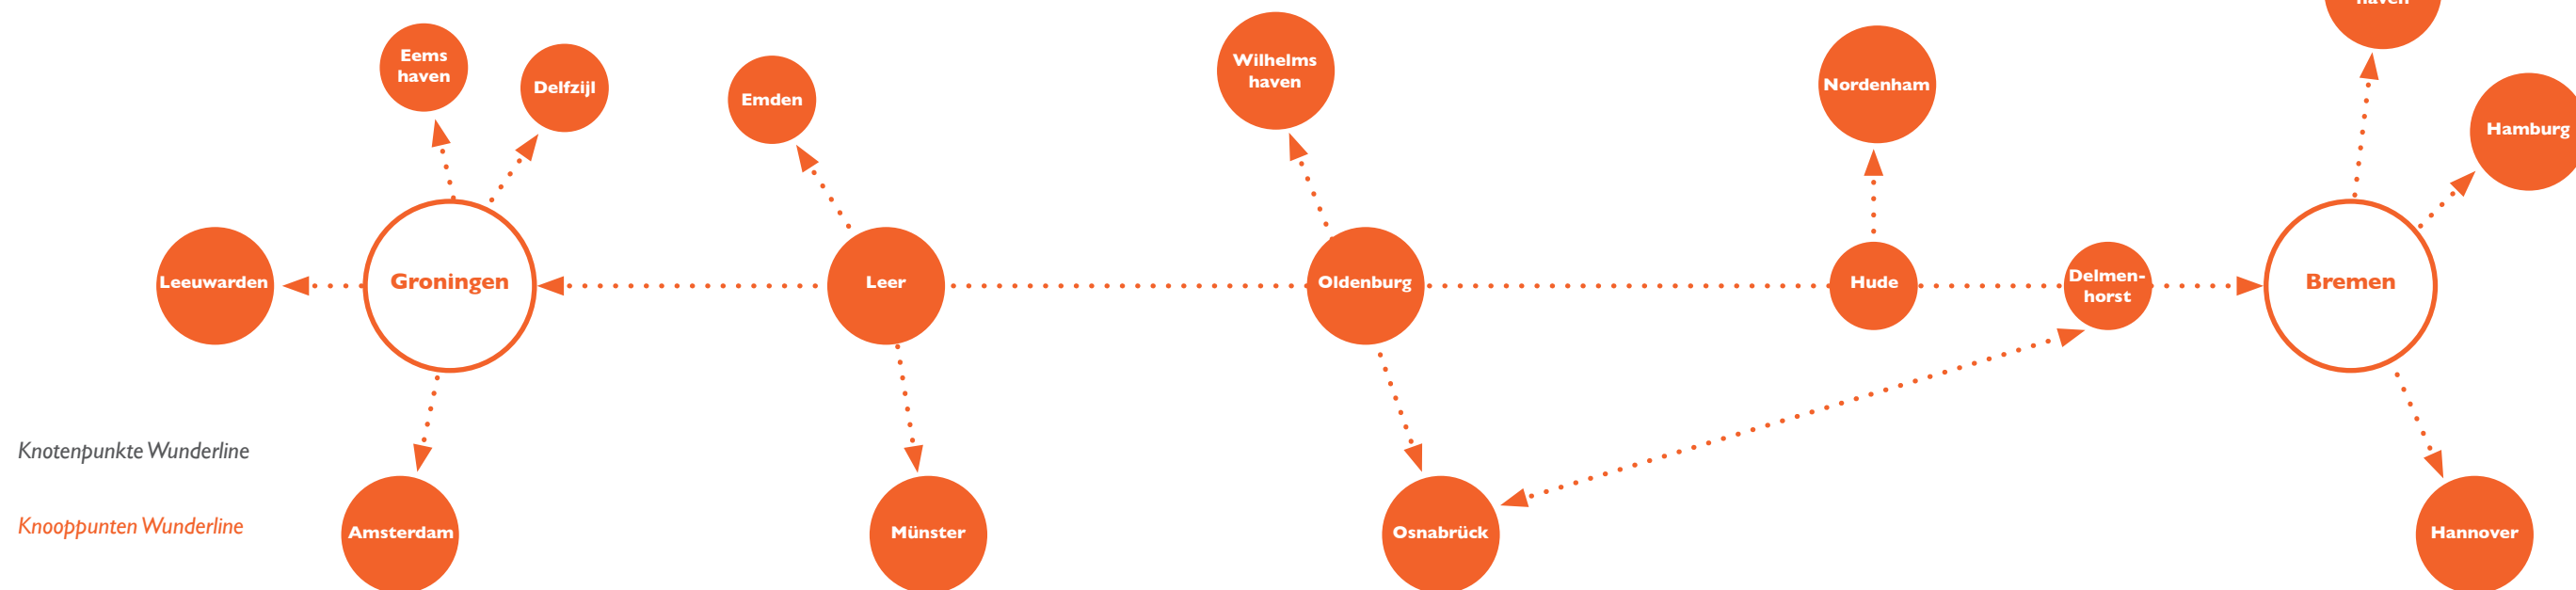 haven
Eems
haven
Delfzijl
Emden
Wilhelms
haven
Nordenham
Hamburg
Leeuwarden
Groningen
Leer
Oldenburg
Hude
Delmen-
horst
Bremen
Knotenpunkte Wunderline
Knooppunten Wunderline
Amsterdam
Münster
Osnabrück
Hannover